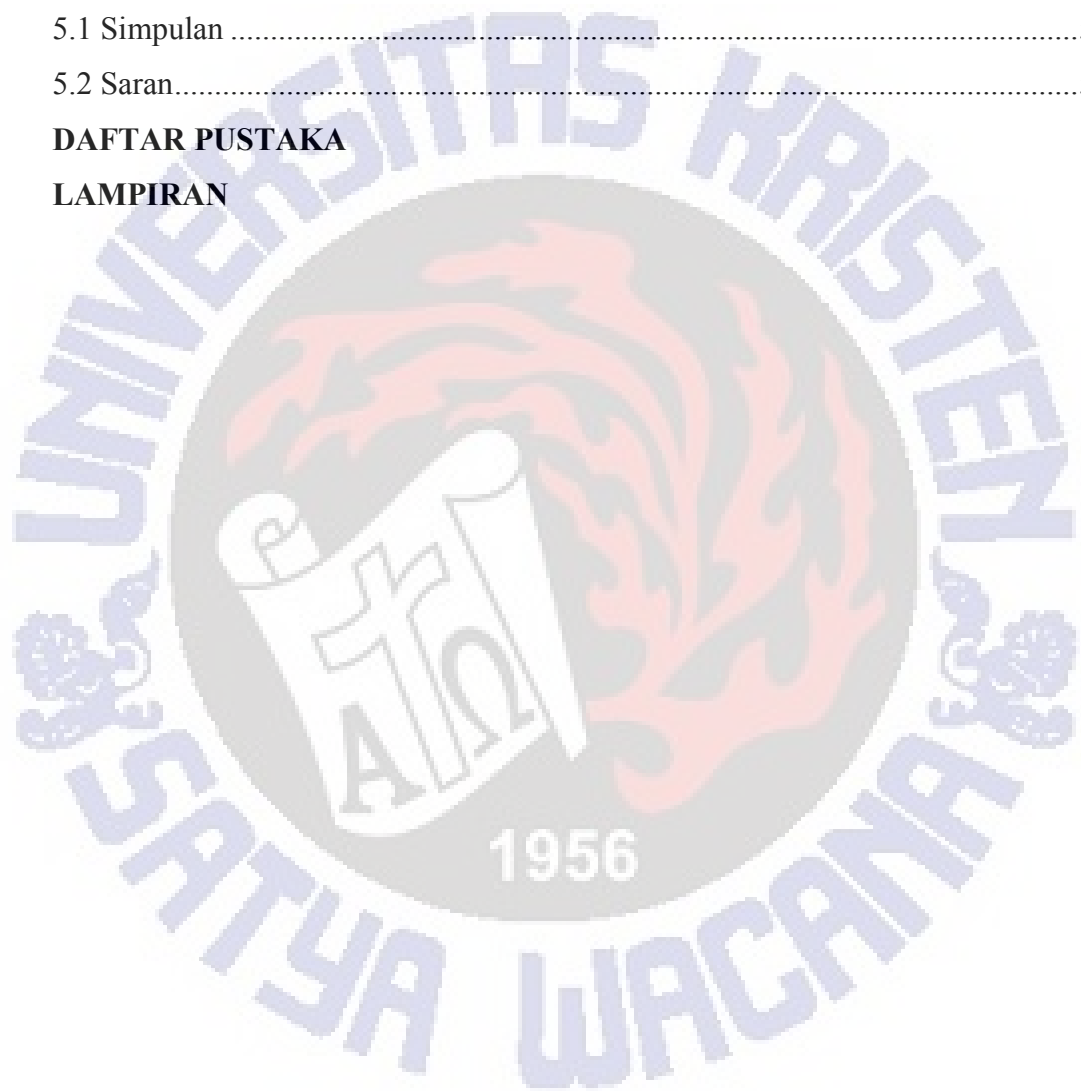 5.1 Simpulan ................................................................................................
5.2 Saran.......................................................................................................
DAFTAR PUSTAKA
LAMPIRAN
UNIVERSITAS KRISTEN
Α Ω
1956
SATYA WACANA